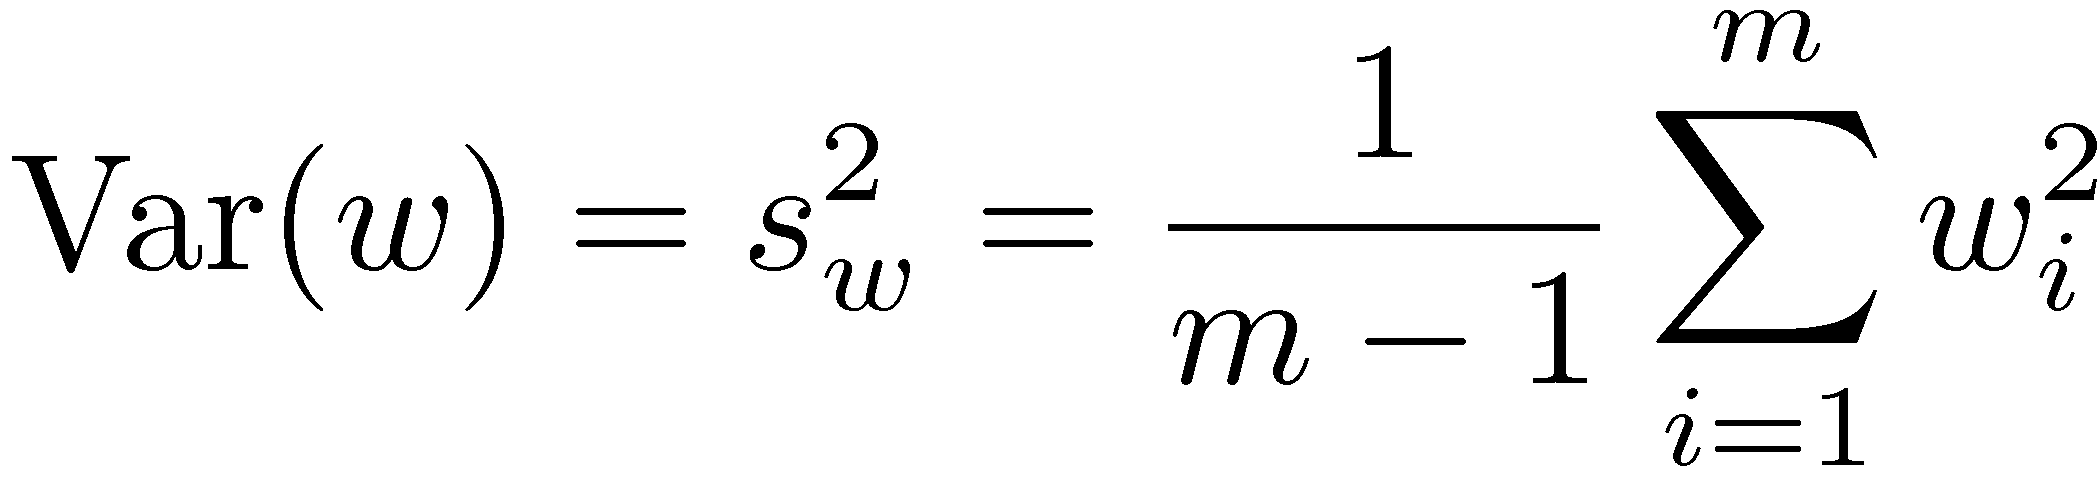 Var(w) = s_w^2 = \frac{1}{m-1} \sum_{i=1}^{m} w_i^2